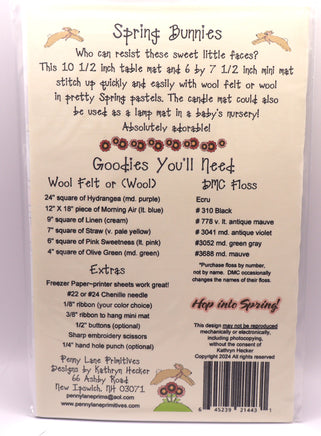 Spring Bunnies
Who can resist these sweet little faces?
This 10 1/2 inch table mat and 6 by 7 1/2 inch mini mat
stitch up quickly and easily with wool felt or wool
in pretty Spring pastels. The candle mat could also
be used as a lamp mat in a baby's nursery!
Absolutely adorable!
Goodies You'll Need
Wool Felt or (Wool)
24" square of Hydrangea (md. purple)
12" X 18" piece of Morning Air (lt. blue)
9" square of Linen (cream)
7" square of Straw (v. pale yellow)
6" square of Pink Sweetness (lt. pink)
4" square of Olive Green (md. green)
Extras
Freezer Paper~printer sheets work great!
#22 or #24 Chenille needle
1/8" ribbon (your color choice)
3/8" ribbon to hang mini mat
1/2" buttons (optional)
Sharp embroidery scissors
1/4" hand hole punch (optional)
DMC Floss
Ecru
# 310 Black
# 778 v. lt. antique mauve
# 3041 md. antique violet
#3052 md. green gray
#3688 md. mauve
*Purchase floss by number,
not by name. DMC occasionally
changes the names of their floss.
Hop into Spring!
This design may not be reproduced
mechanically or electronically,
including photocopying,
without the consent of
Kathryn Hecker
Copyright 2024 All rights reserved
Penny Lane Primitives
Designs by Kathryn Hecker
66 Ashby Road
New Ipswich, NH 03071
pennylaneprims@aol.com
pennylaneprimitives.com
6 45239 21443 1